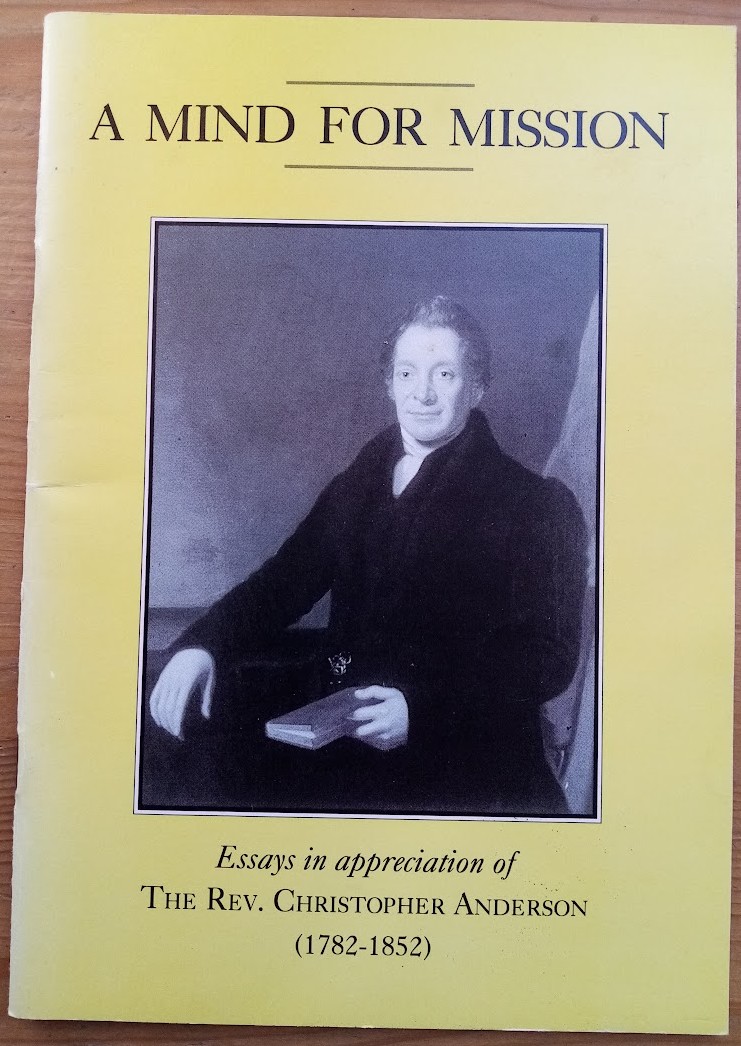 A MIND FOR MISSION
Essays in appreciation of
THE REV. CHRISTOPHER ANDERSON
(1782-1852)